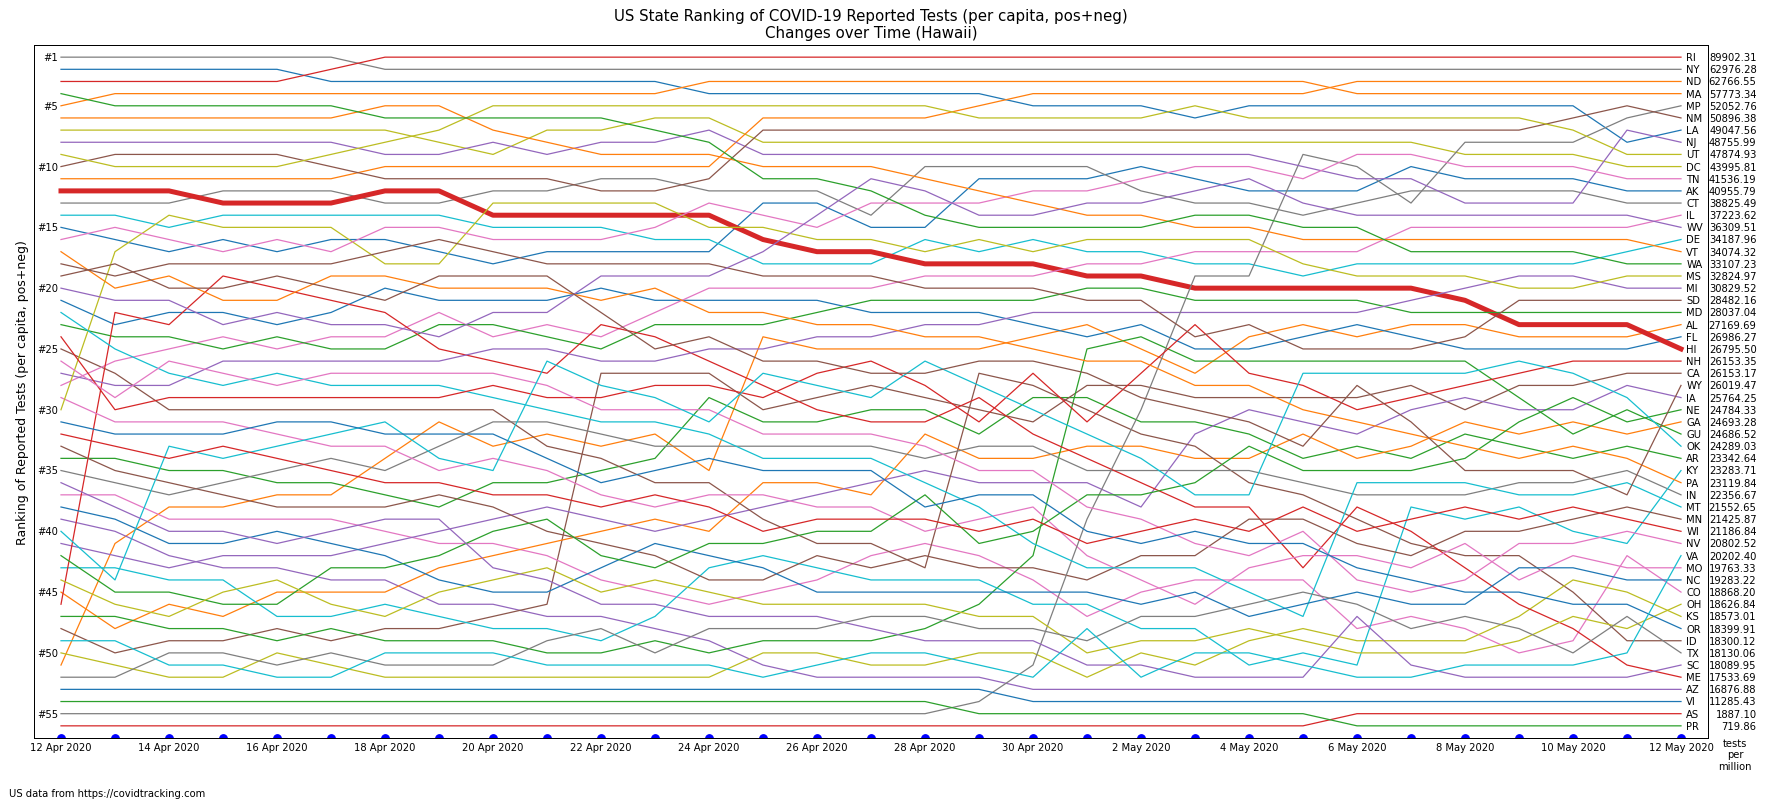 US State Ranking of COVID-19 Reported Tests (per capita, pos+neg)
Changes over Time (Hawaii)
Ranking of Reported Tests (per capita, pos+neg)
#1
#5
#10
#15
#20
#25
#30
#35
#40
#45
#50
#55
RI 89902.31
NY 62976.28
ND 62766.55
MA 57773.34
MP 52052.76
NM 50896.38
LA 49047.56
NJ 48755.99
UT 47874.93
DC 43995.81
TN 41536.19
AK 40955.79
CT 38825.49
IL 37223.62
WV 36309.51
DE 34187.96
VT 34074.32
WA 33107.23
MS 32824.97
MI 30829.52
SD 28482.16
MD 28037.04
AL 27169.69
FL 26986.27
HI 26795.50
NH 26153.35
CA 26153.17
WY 26019.47
IA 25764.25
NE 24784.33
GA 24693.28
GU 24686.52
OK 24289.03
AR 23342.64
KY 23283.71
PA 23119.84
IN 22356.67
MT 21552.65
MN 21425.87
WI 21186.84
NV 20802.52
VA 20202.40
MO 19763.33
NC 19283.22
CO 18868.20
OH 18626.84
KS 18573.01
OR 18399.91
ID 18300.12
TX 18130.06
SC 18089.95
ME 17533.69
AZ 16876.88
VI 11285.43
AS 1887.10
PR 719.86
12 Apr 2020 14 Apr 2020 16 Apr 2020 18 Apr 2020 20 Apr 2020 22 Apr 2020 24 Apr 2020 26 Apr 2020 28 Apr 2020 30 Apr 2020 2 May 2020 4 May 2020 6 May 2020 8 May 2020 10 May 2020 12 May 2020
tests
per
million
US data from https://covidtracking.com